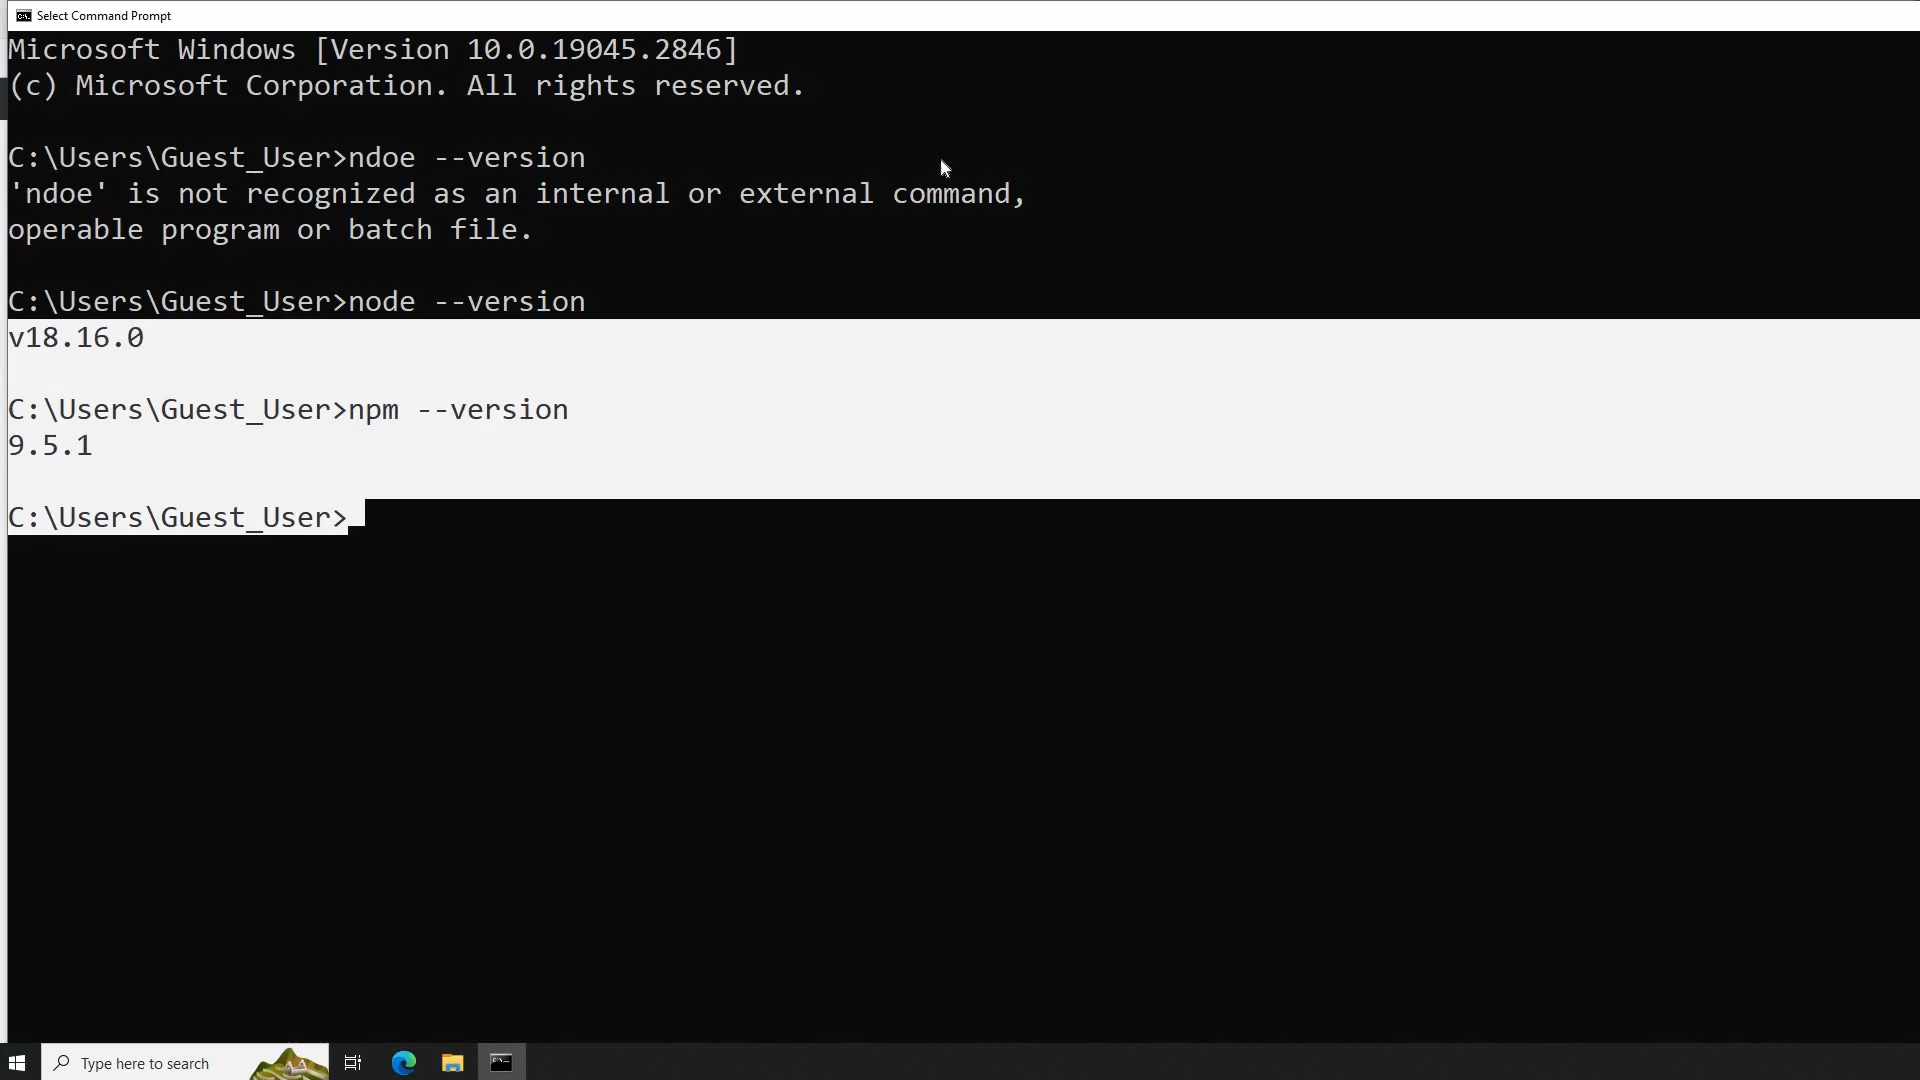 Select Command Prompt
Microsoft Windows [Version 10.0.19045.2846]
(c) Microsoft Corporation. All rights reserved.
C:\Users\Guest_User>ndoe --version
'ndoe' is not recognized as an internal or external command,
operable program or batch file.
C:\Users\Guest_User>node --version
v18.16.0
C:\Users\Guest_User>npm --version
9.5.1
C:\Users\Guest_User>
Type here to search